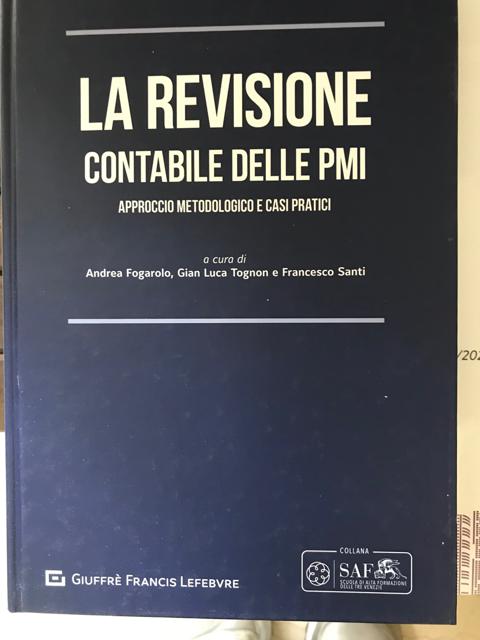 LA REVISIONE
CONTABILE DELLE PMI
APPROCCIO METODOLOGICO E CASI PRATICI
a cura di
Andrea Fogarolo, Gian Luca Tognon e Francesco Santi
/202
GIUFFRÈ FRANCIS LEFEBVRE
COLLANA
SAF
SCUOLA DI ALTA FORMAZIONE
DELLE TRE VENEZIE